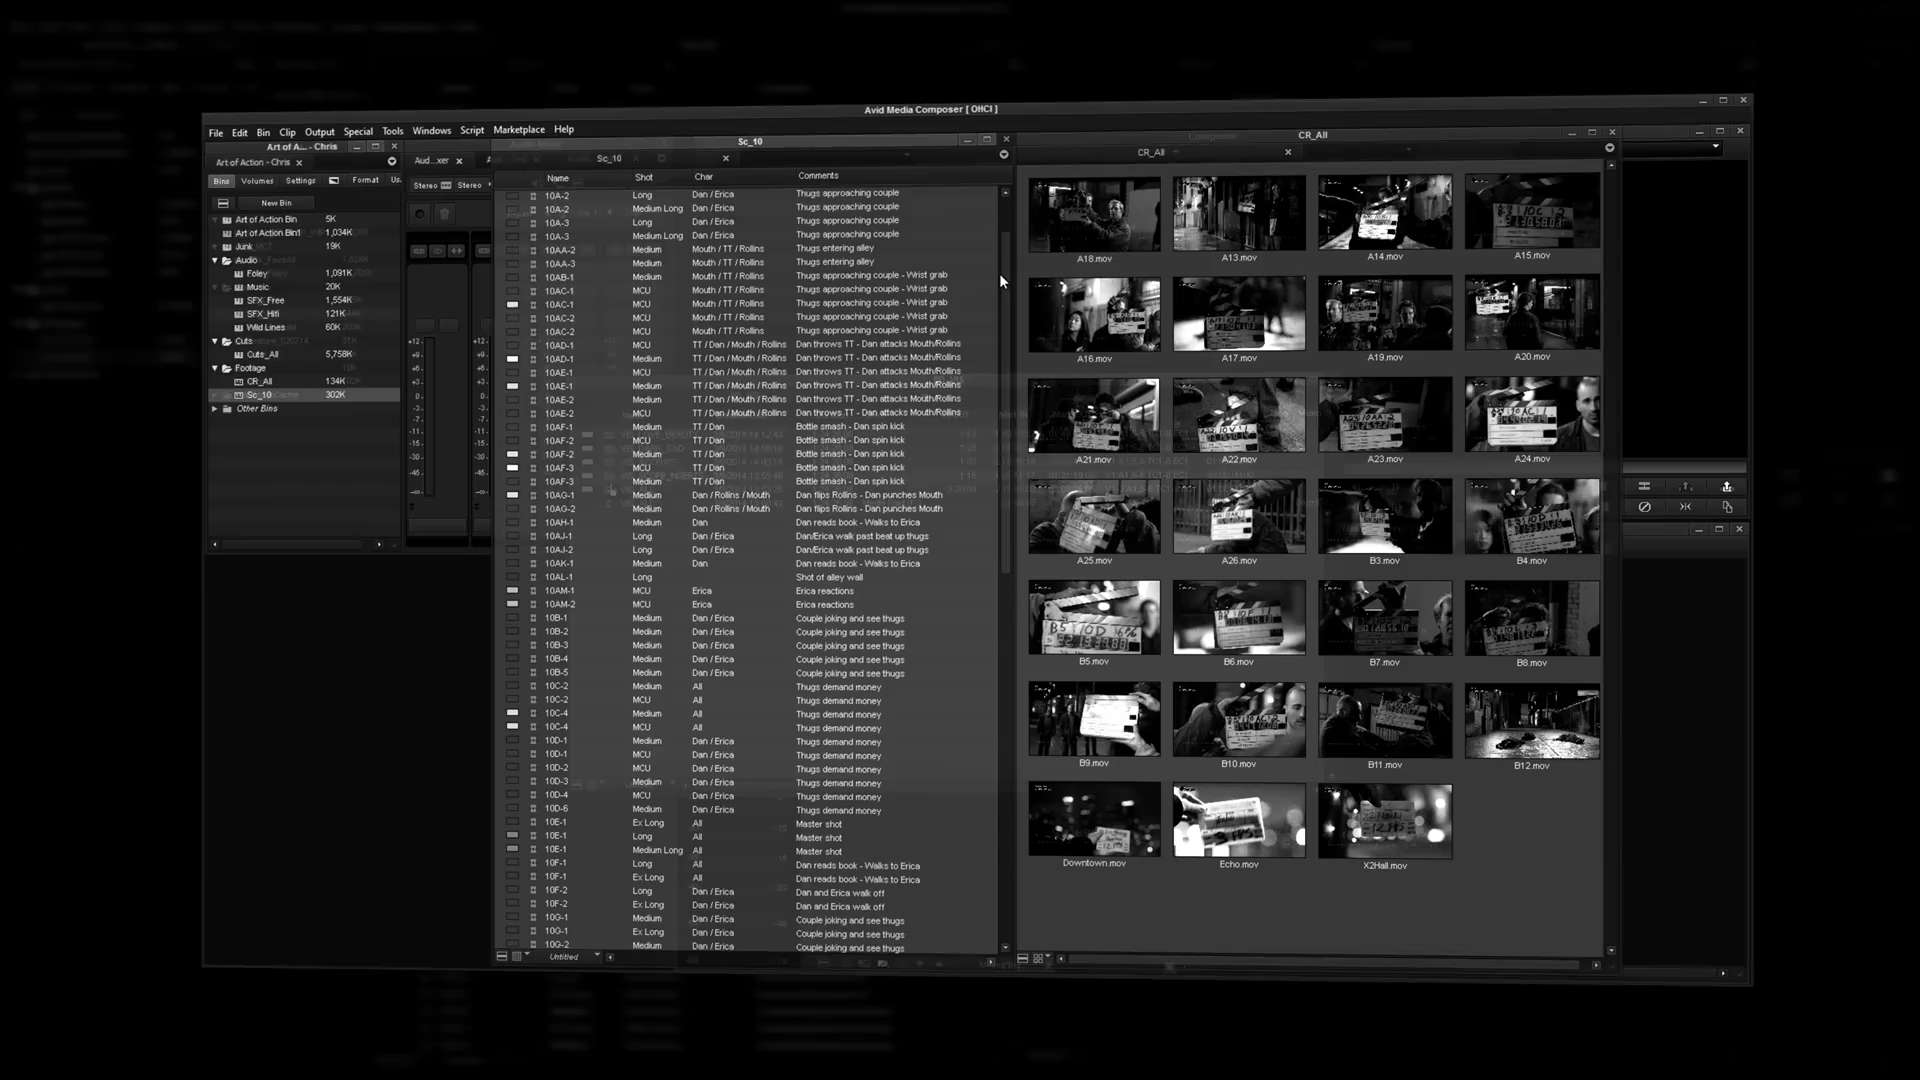 Avid Media Composer [ OHCI ]
File Edit Bin Clip Output Special Tools Windows Script Marketplace Help
Art of A... - Chris
Art of Action - Chris
Bins Volumes Settings Format Us
New Bin
Art of Action Bin 5K
Art of Action Bin1 1,034K
Junk 19K
Audio
Foley 1,091K
Music 20K
SFX_Free 1,554K
SFX_Hifi 121K
Wild Lines 60K
Cuts
Cuts_All 5,758K
Footage
CR_All 134K
Sc_10 302K
Other Bins
Aud...xer
Stereo Stereo
Sc_10
Sc_10
Name Shot Char Comments
10A-2 Long Dan / Erica Thugs approaching couple
10A-2 Medium Long Dan / Erica Thugs approaching couple
10A-3 Long Dan / Erica Thugs approaching couple
10A-3 Medium Long Dan / Erica Thugs approaching couple
10AA-2 Medium Mouth / TT / Rollins Thugs entering alley
10AA-3 Medium Mouth / TT / Rollins Thugs entering alley
10AB-1 Medium Mouth / TT / Rollins Thugs approaching couple - Wrist grab
10AC-1 MCU Mouth / TT / Rollins Thugs approaching couple - Wrist grab
10AC-1 MCU Mouth / TT / Rollins Thugs approaching couple - Wrist grab
10AC-2 MCU Mouth / TT / Rollins Thugs approaching couple - Wrist grab
10AC-2 MCU Mouth / TT / Rollins Thugs approaching couple - Wrist grab
10AD-1 MCU TT / Dan / Mouth / Rollins Dan throws TT - Dan attacks Mouth/Rollins
10AD-1 Medium TT / Dan / Mouth / Rollins Dan throws TT - Dan attacks Mouth/Rollins
10AE-1 MCU TT / Dan / Mouth / Rollins Dan throws TT - Dan attacks Mouth/Rollins
10AE-1 Medium TT / Dan / Mouth / Rollins Dan throws TT - Dan attacks Mouth/Rollins
10AE-2 Medium TT / Dan / Mouth / Rollins Dan throws TT - Dan attacks Mouth/Rollins
10AE-2 MCU TT / Dan / Mouth / Rollins Dan throws TT - Dan attacks Mouth/Rollins
10AF-1 Medium TT / Dan Bottle smash - Dan spin kick
10AF-2 MCU TT / Dan Bottle smash - Dan spin kick
10AF-2 Medium TT / Dan Bottle smash - Dan spin kick
10AF-3 MCU TT / Dan Bottle smash - Dan spin kick
10AF-3 Medium TT / Dan Bottle smash - Dan spin kick
10AG-1 Medium Dan / Rollins / Mouth Dan flips Rollins - Dan punches Mouth
10AG-2 Medium Dan / Rollins / Mouth Dan flips Rollins - Dan punches Mouth
10AH-1 Medium Dan Dan reads book - Walks to Erica
10AJ-1 Long Dan / Erica Dan/Erica walk past beat up thugs
10AJ-2 Long Dan / Erica Dan/Erica walk past beat up thugs
10AK-1 Medium Dan Dan reads book - Walks to Erica
10AL-1 Long Shot of alley wall
10AM-1 MCU Erica Erica reactions
10AM-2 MCU Erica Erica reactions
10B-1 Medium Dan / Erica Couple joking and see thugs
10B-2 Medium Dan / Erica Couple joking and see thugs
10B-3 Medium Dan / Erica Couple joking and see thugs
10B-4 Medium Dan / Erica Couple joking and see thugs
10B-5 Medium Dan / Erica Couple joking and see thugs
10C-2 Medium All Thugs demand money
10C-2 MCU All Thugs demand money
10C-4 Medium All Thugs demand money
10C-4 MCU All Thugs demand money
10D-1 Medium Dan / Erica Thugs demand money
10D-1 MCU Dan / Erica Thugs demand money
10D-2 MCU Dan / Erica Thugs demand money
10D-3 Medium Dan / Erica Thugs demand money
10D-4 MCU Dan / Erica Thugs demand money
10D-6 Medium Dan / Erica Thugs demand money
10E-1 Ex Long All Master shot
10E-1 Long All Master shot
10E-1 Medium Long All Master shot
10F-1 Long All Dan reads book - Walks to Erica
10F-1 Ex Long All Dan reads book - Walks to Erica
10F-2 Long Dan / Erica Dan and Erica walk off
10F-2 Ex Long Dan / Erica Dan and Erica walk off
10G-1 Medium Dan / Erica Couple joking and see thugs
10G-1 Ex Long Dan / Erica Couple joking and see thugs
10G-2 Medium Dan / Erica Couple joking and see thugs
Untitled
CR_All
CR_All
A18.mov A13.mov A14.mov A15.mov
A16.mov A17.mov A19.mov A20.mov
A21.mov A22.mov A23.mov A24.mov
A25.mov A26.mov B3.mov B4.mov
B5.mov B6.mov B7.mov B8.mov
B9.mov B10.mov B11.mov B12.mov
Downtown.mov Echo.mov X2Hall.mov